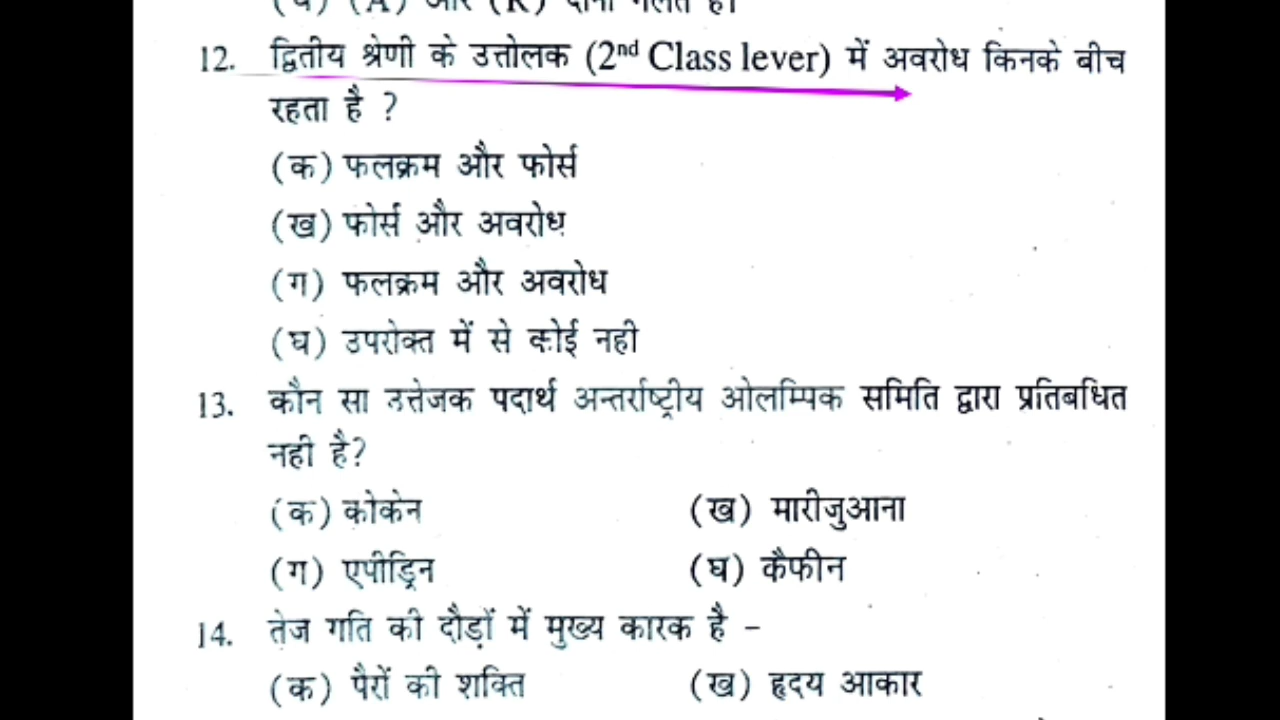 (घ) (A) और (R) दोनों गलत है।
12. द्वितीय श्रेणी के उत्तोलक (2nd Class lever) में अवरोध किनके बीच
रहता है ?
(क) फलक्रम और फोर्स
(ख) फोर्स और अवरोध
(ग) फलक्रम और अवरोध
(घ) उपरोक्त में से कोई नही
13. कौन सा उत्तेजक पदार्थ अन्तर्राष्ट्रीय ओलम्पिक समिति द्वारा प्रतिबधित
नही है?
(क) कोकेन (ख) मारीजुआना
(ग) एपीड्रिन (घ) कैफीन
14. तेज गति की दौड़ों में मुख्य कारक है –
(क) पैरों की शक्ति (ख) हृदय आकार